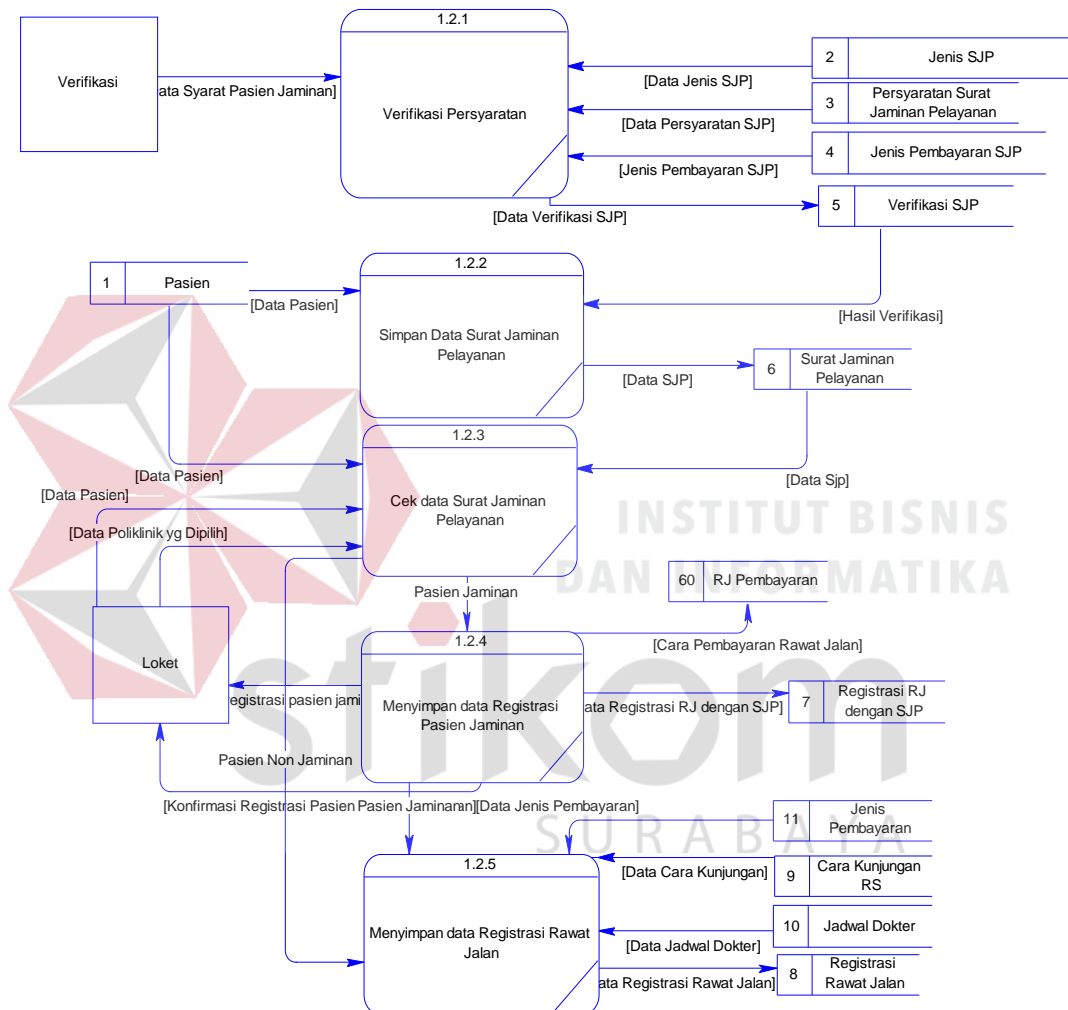 1.2.1
Verifikasi
ata Syarat Pasien Jaminan]
Verifikasi Persyaratan
2 Jenis SJP
[Data Jenis SJP]
3 Persyaratan Surat
Jaminan Pelayanan
[Data Persyaratan SJP]
4 Jenis Pembayaran SJP
[Jenis Pembayaran SJP]
5 Verifikasi SJP
[Data Verifikasi SJP]
1.2.2
1 Pasien
[Data Pasien]
[Hasil Verifikasi]
Simpan Data Surat Jaminan
Pelayanan
6 Surat Jaminan
Pelayanan
[Data SJP]
1.2.3
[Data Pasien]
[Data Sjp]
[Data Pasien]
Cek data Surat Jaminan
Pelayanan
[Data Poliklinik yg Dipilih]
INSTITUT BISNIS
DAN INFORMATIKA
60 RJ Pembayaran
Pasien Jaminan
1.2.4
[Cara Pembayaran Rawat Jalan]
Loket
egistrasi pasien jami
Menyimpan data Registrasi
Pasien Jaminan
ata Registrasi RJ dengan SJP]
7 Registrasi RJ
dengan SJP
stikom
Pasien Non Jaminan
[Konfirmasi Registrasi Pasien Pasien Jaminanan][Data Jenis Pembayaran]
11 Jenis
Pembayaran
SURABAYA
1.2.5
[Data Cara Kunjungan]
9 Cara Kunjungan
RS
Menyimpan data Registrasi Rawat
Jalan
10 Jadwal Dokter
[Data Jadwal Dokter]
8 Registrasi
Rawat Jalan
ata Registrasi Rawat Jalan]